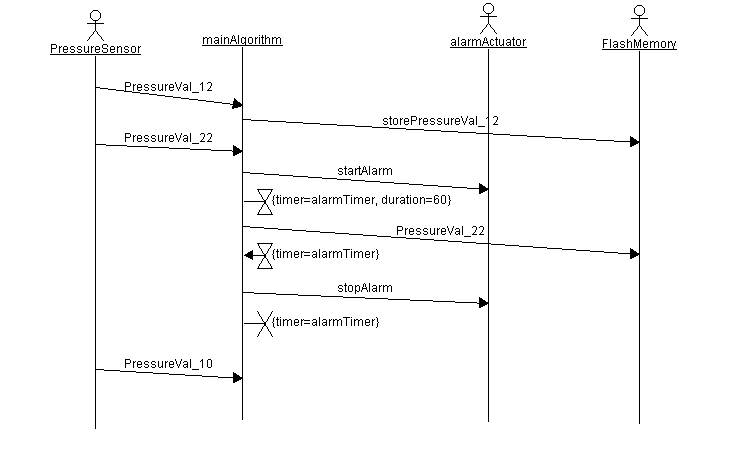 PressureSensor
mainAlgorithm
alarmActuator
FlashMemory
PressureVal_12
storePressureVal_12
PressureVal_22
startAlarm
{timer=alarmTimer, duration=60}
PressureVal_22
{timer=alarmTimer}
stopAlarm
{timer=alarmTimer}
PressureVal_10